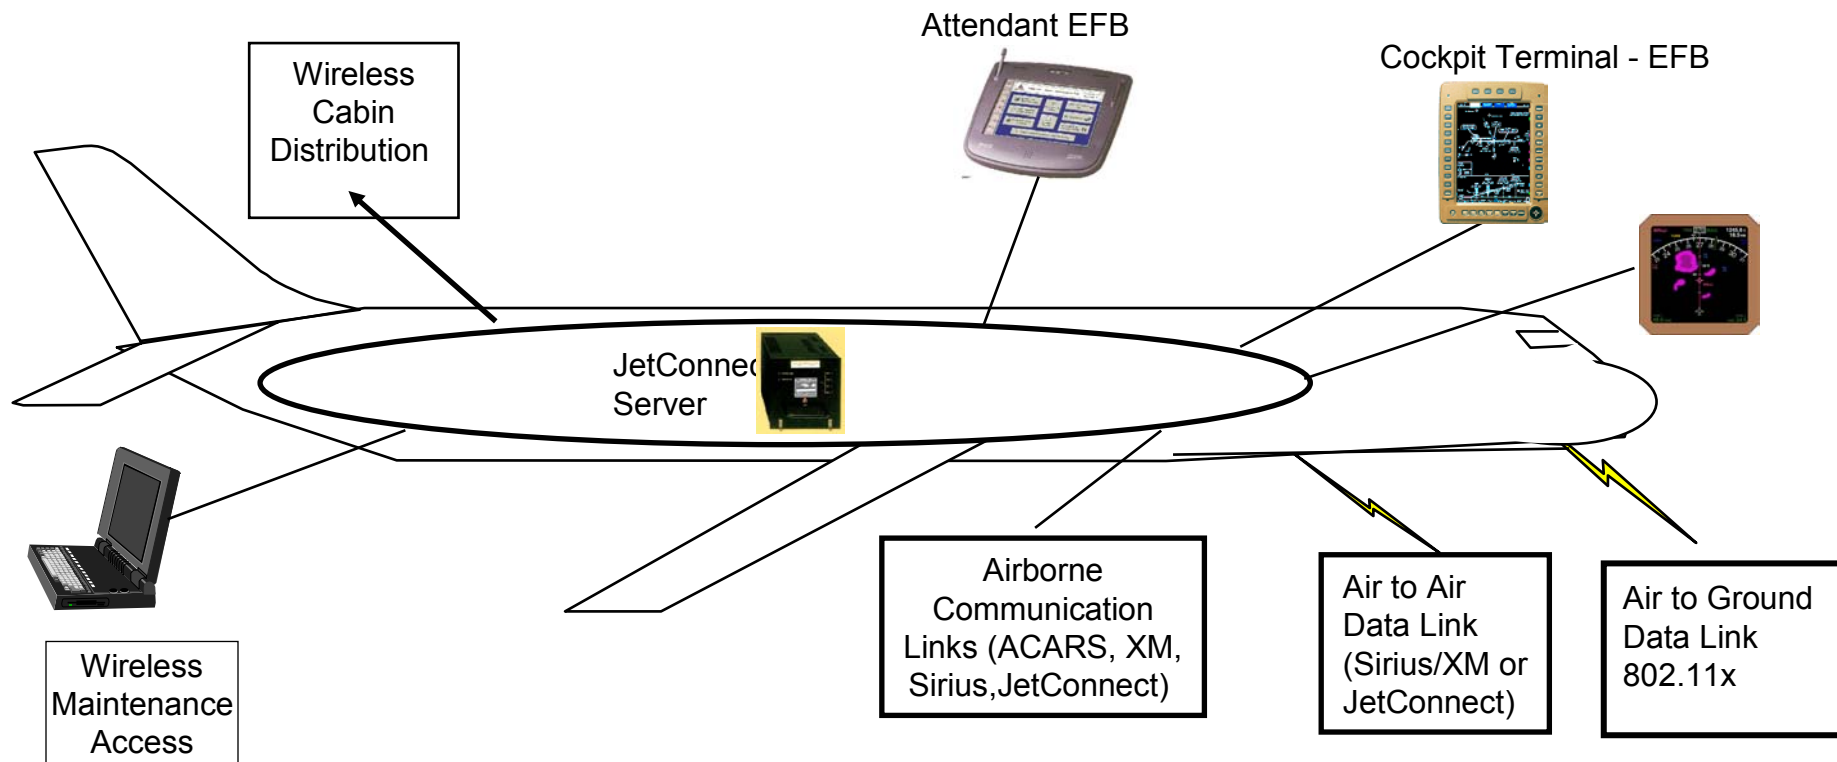 Attendant EFB
Cockpit Terminal - EFB
Wireless
Cabin
Distribution
JetConnec
Server
Wireless
Maintenance
Access
Airborne
Communication
Links (ACARS, XM,
Sirius,JetConnect)
Air to Air
Data Link
(Sirius/XM or
JetConnect)
Air to Ground
Data Link
802.11x